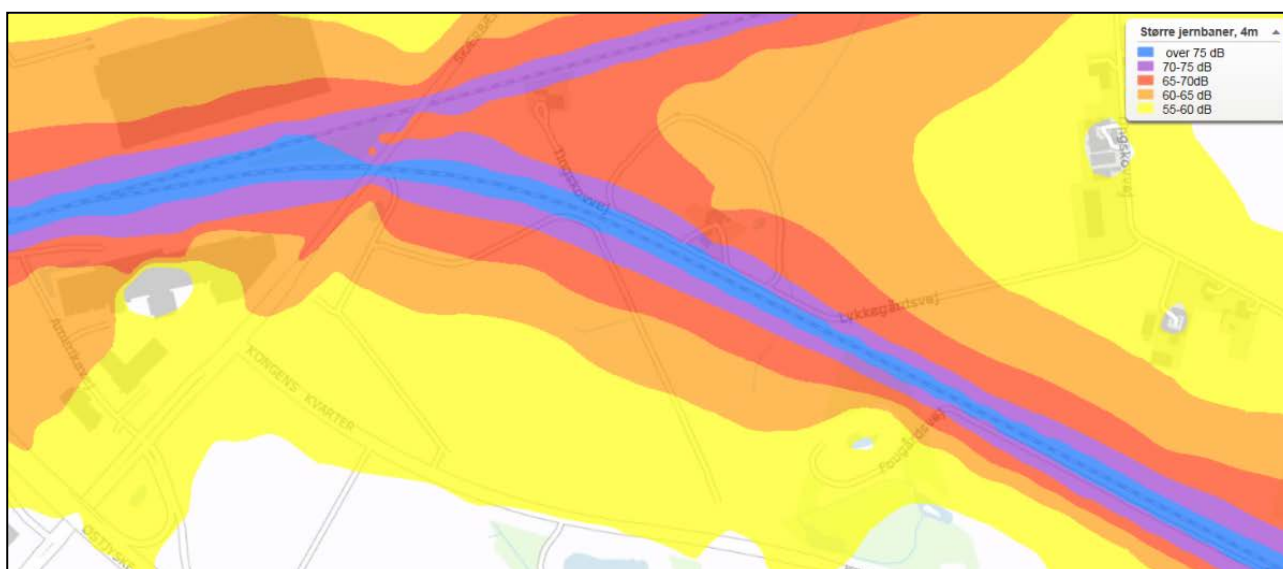 Større jernbaner, 4m
over 75 dB
70-75 dB
65-70dB
60-65 dB
55-60 dB
Tingskovvej
Lykkegårdsvej
KONGENS KVARTER
Fougårdsvej